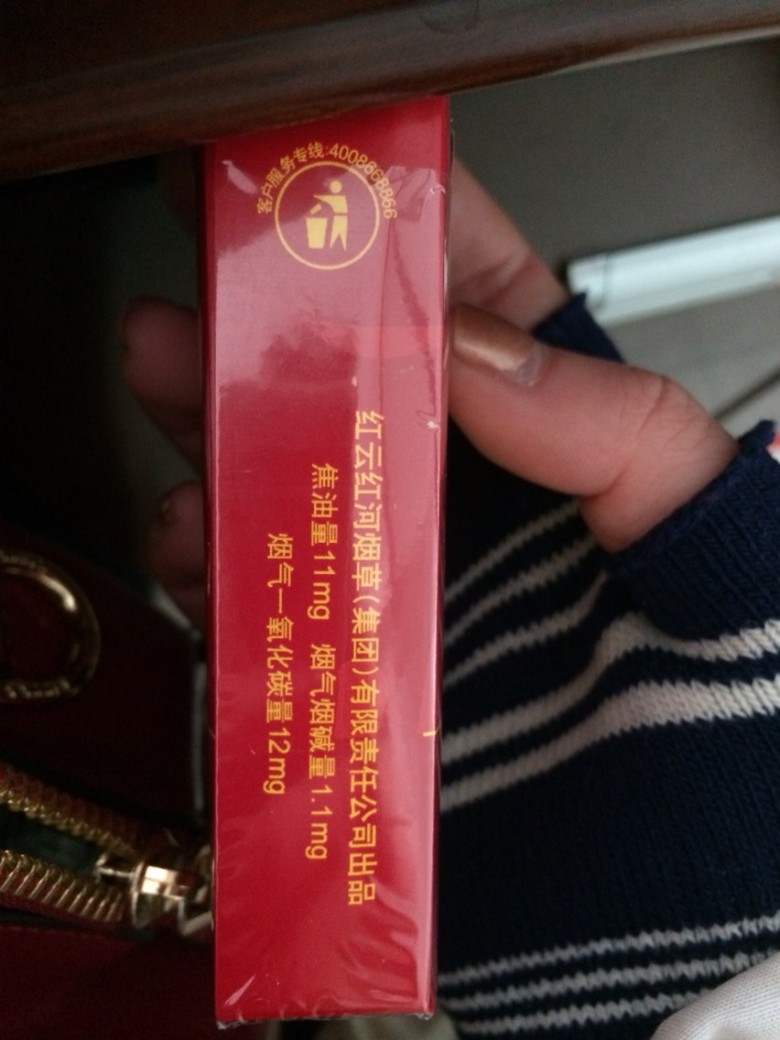 客户服务专线:4008868866
红云红河烟草(集团)有限责任公司出品
焦油量11mg 烟气烟碱量1.1mg
烟气一氧化碳量12mg